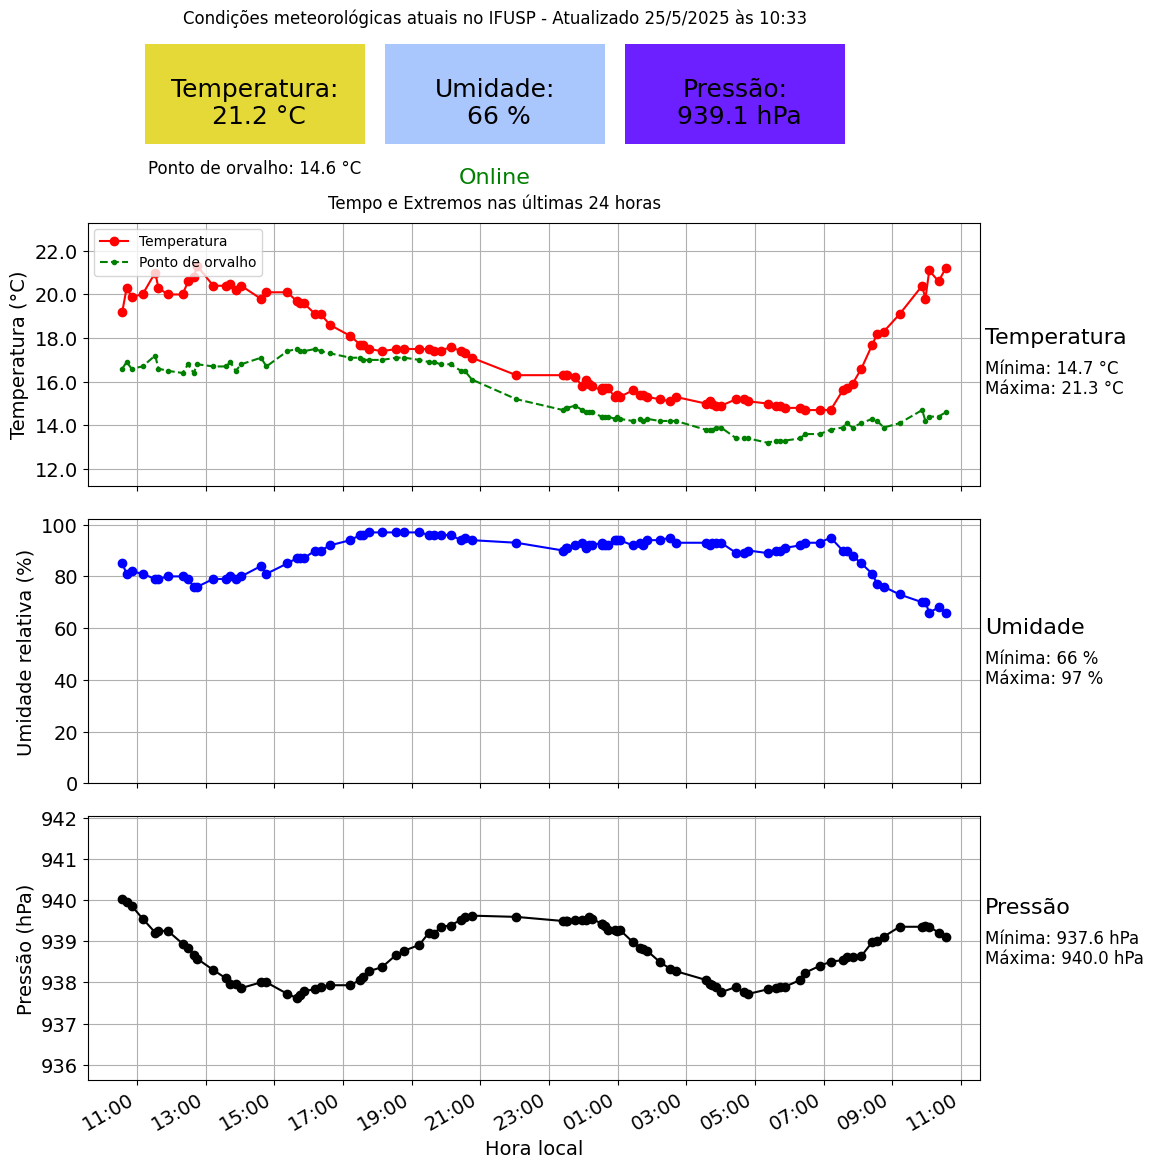 Condições meteorológicas atuais no IFUSP - Atualizado 25/5/2025 às 10:33
Temperatura:
21.2 °C
Umidade:
66 %
Pressão:
939.1 hPa
Ponto de orvalho: 14.6 °C
Online
Tempo e Extremos nas últimas 24 horas
Temperatura (°C)
22.0
20.0
18.0
16.0
14.0
12.0
Temperatura
Ponto de orvalho
Temperatura
Mínima: 14.7 °C
Máxima: 21.3 °C
Umidade relativa (%)
100
80
60
40
20
0
Umidade
Mínima: 66 %
Máxima: 97 %
Pressão (hPa)
942
941
940
939
938
937
936
Pressão
Mínima: 937.6 hPa
Máxima: 940.0 hPa
11:00 13:00 15:00 17:00 19:00 21:00 23:00 01:00 03:00 05:00 07:00 09:00 11:00
Hora local